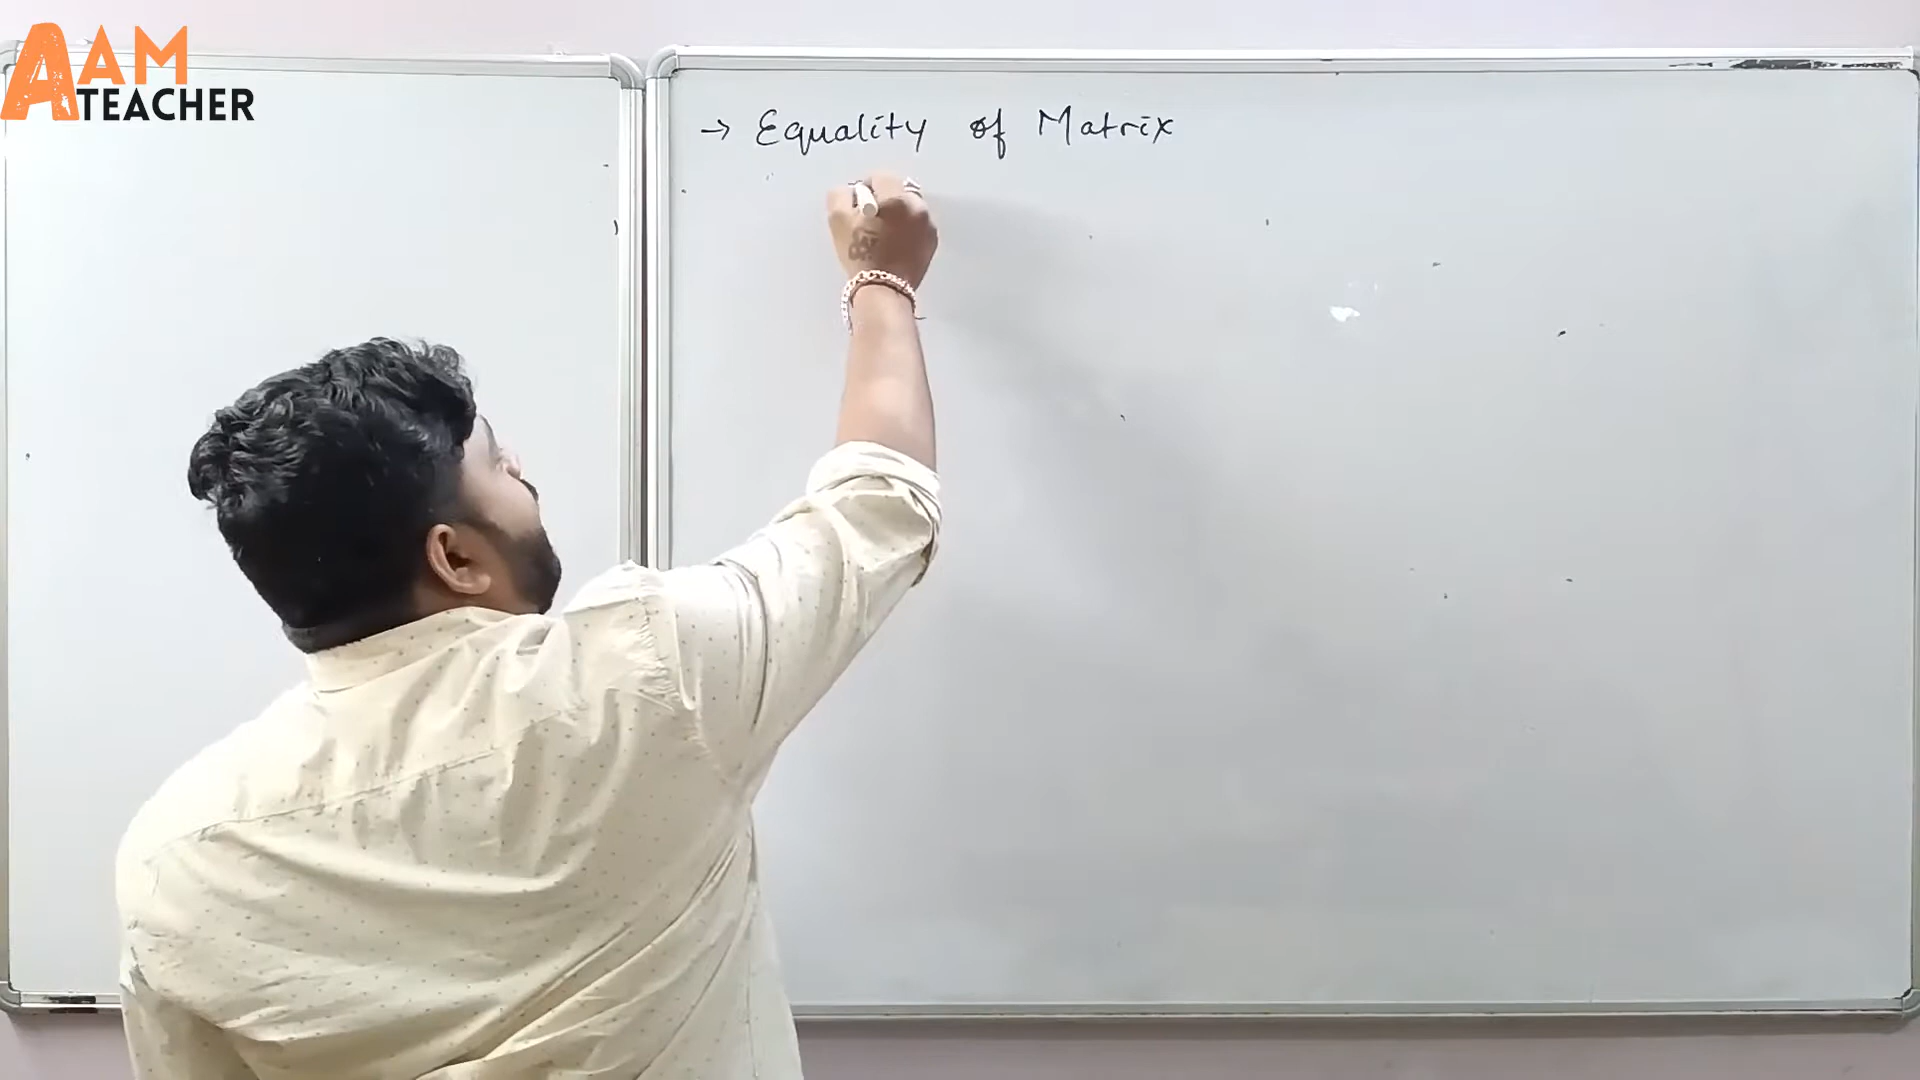 AAM
TEACHER
→ Equality of Matrix